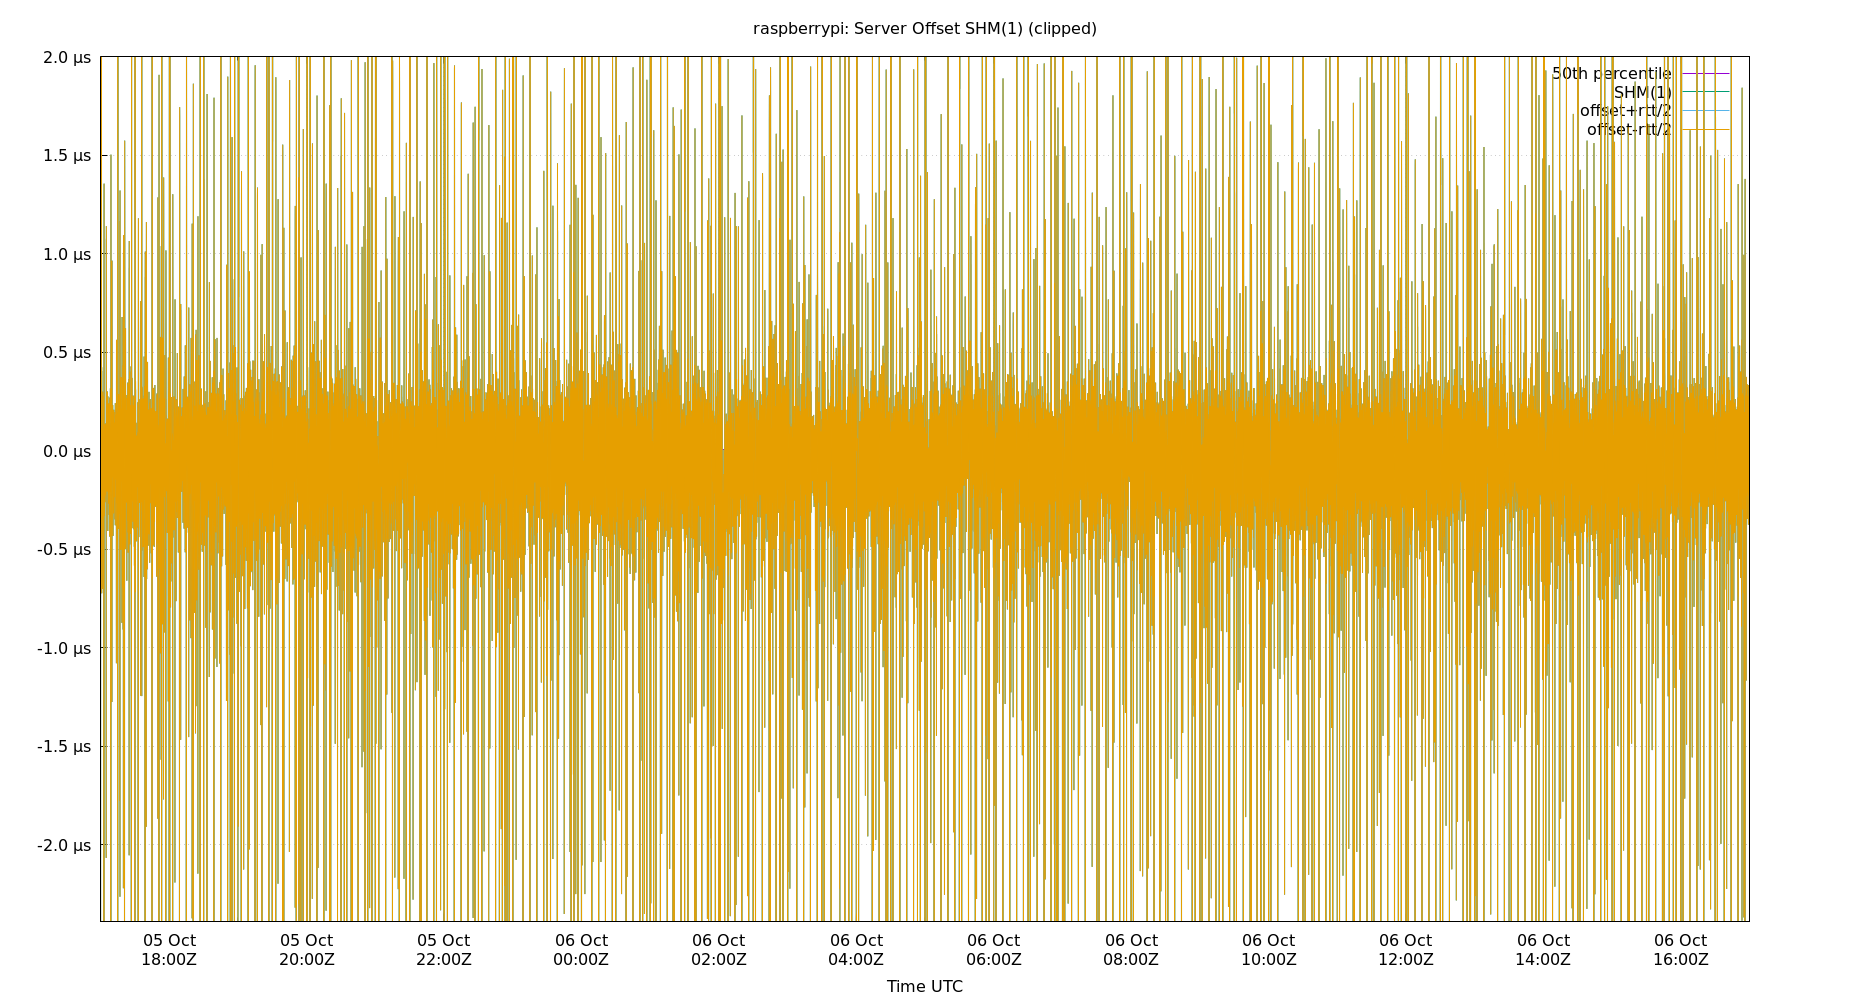 raspberrypi: Server Offset SHM(1) (clipped)
2.0 µs
1.5 µs
1.0 µs
0.5 µs
0.0 µs
-0.5 µs
-1.0 µs
-1.5 µs
-2.0 µs
50th percentile
SHM(1)
offset+rtt/2
offset-rtt/2
05 Oct 05 Oct 05 Oct 06 Oct 06 Oct 06 Oct 06 Oct 06 Oct 06 Oct 06 Oct 06 Oct 06 Oct
18:00Z 20:00Z 22:00Z 00:00Z 02:00Z 04:00Z 06:00Z 08:00Z 10:00Z 12:00Z 14:00Z 16:00Z
Time UTC